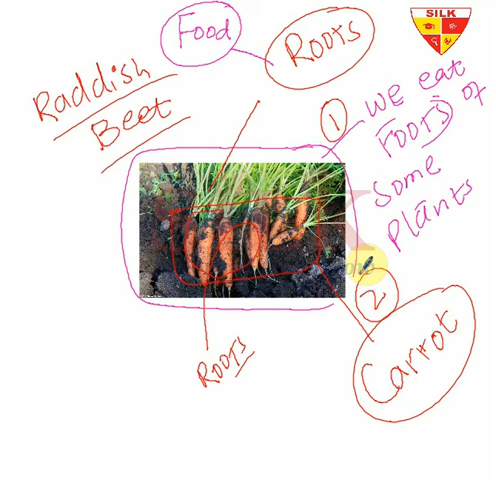 SILK
Food
Roots
Raddish
Beet
1
We eat
roots of
Some
Plants
2
Carrot
Roots